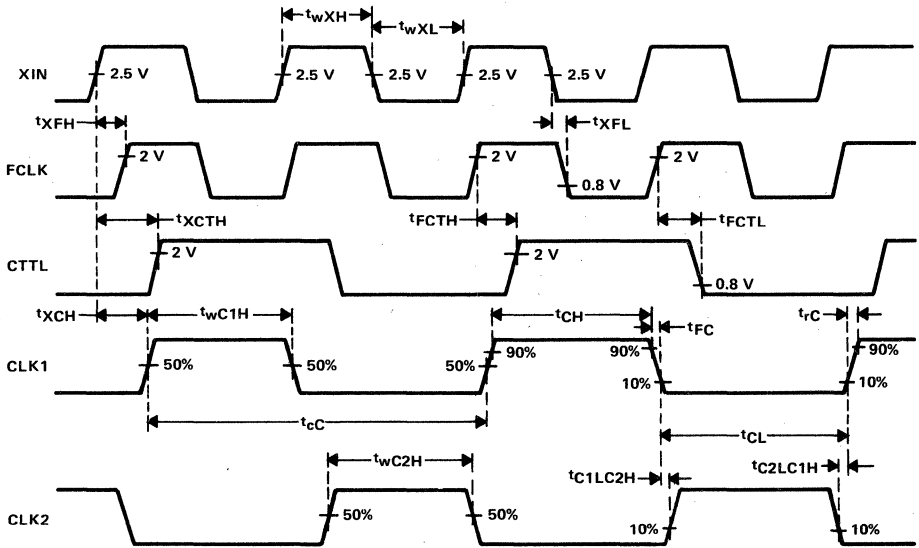 twXH
twXL
XIN
2.5 V
2.5 V
2.5 V
2.5 V
2.5 V
tXFH
tXFL
FCLK
2 V
2 V
0.8 V
2 V
tXCTH
tFCTH
tFCTL
CTTL
2 V
2 V
0.8 V
tXCH
twC1H
tCH
tFC
trC
CLK1
50%
50%
50%
90%
90%
10%
90%
10%
tcC
tCL
twC2H
tC1LC2H
tC2LC1H
CLK2
50%
50%
10%
10%